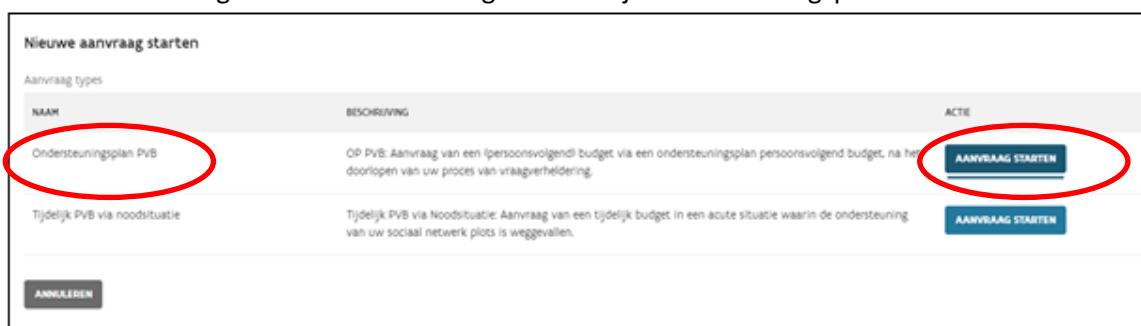 Nieuwe aanvraag starten
Aanvraag types
NAAM BESCHRIJVING ACTIE
Ondersteuningsplan PVB OP PVB: Aanvraag van een (persoonsvolgend) budget via een ondersteuningsplan persoonsvolgend budget, na het AANVRAAG STARTEN
doorlopen van uw proces van vraagverheldering.
Tijdelijk PVB via noodsituatie Tijdelijk PVB via Noodsituatie: Aanvraag van een tijdelijk budget in een acute situatie waarin de ondersteuning AANVRAAG STARTEN
van uw sociaal netwerk plots is weggevallen.
ANNULEREN